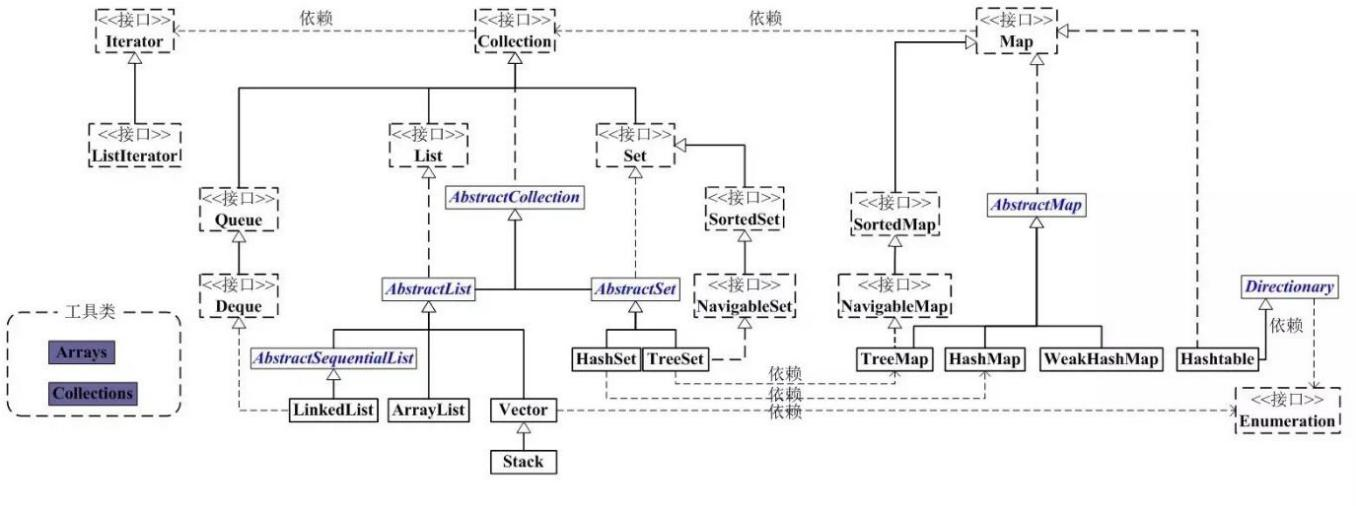 <<接口>>
Iterator
依赖
<<接口>>
Collection
依赖
<<接口>>
Map
<<接口>>
ListIterator
<<接口>>
List
<<接口>>
Set
<<接口>>
Queue
AbstractCollection
<<接口>>
SortedSet
<<接口>>
SortedMap
AbstractMap
<<接口>>
Deque
AbstractList
AbstractSet
<<接口>>
NavigableSet
<<接口>>
NavigableMap
Directionary
依赖
工具类
Arrays
Collections
AbstractSequentialList
HashSet
TreeSet
TreeMap
HashMap
WeakHashMap
Hashtable
依赖
依赖
依赖
LinkedList
ArrayList
Vector
<<接口>>
Enumeration
Stack